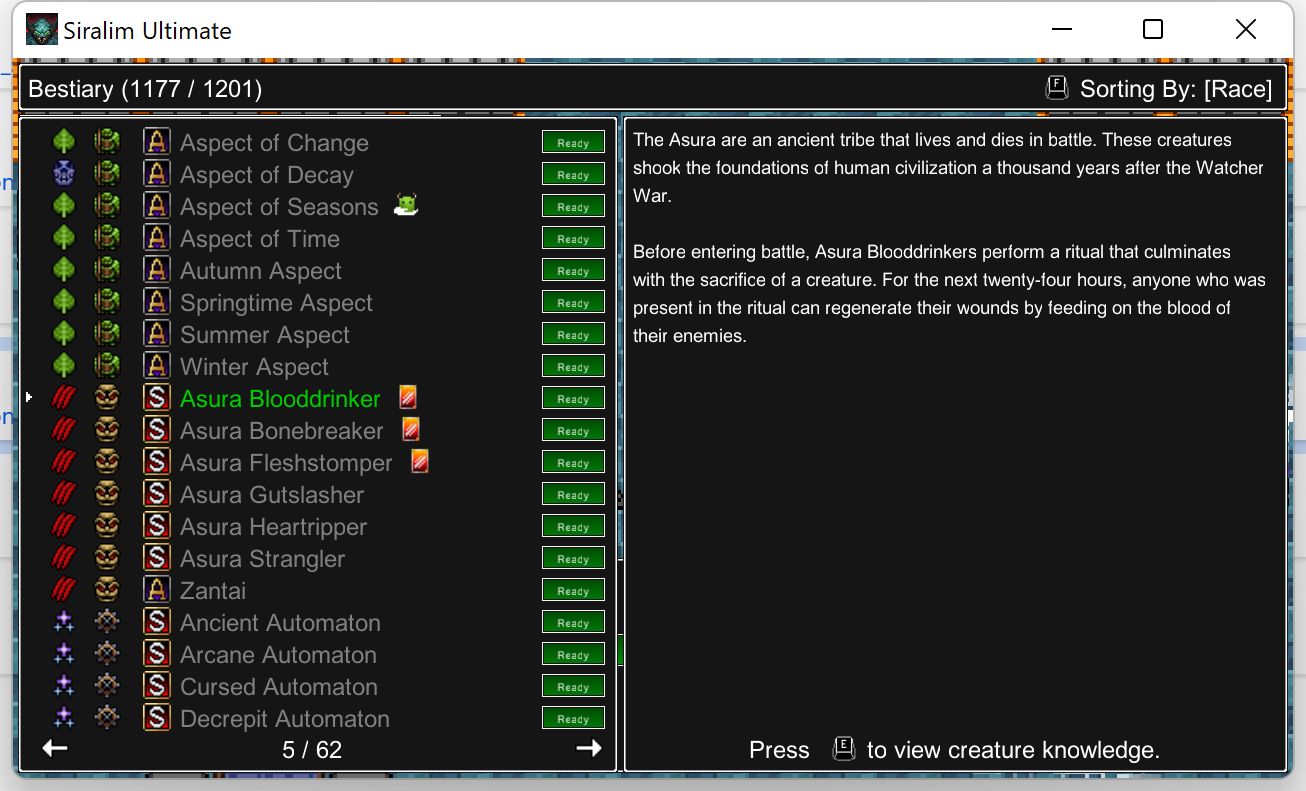 Siralim Ultimate
Bestiary (1177 / 1201)
F Sorting By: [Race]
A Aspect of Change Ready
A Aspect of Decay Ready
A Aspect of Seasons Ready
A Aspect of Time Ready
A Autumn Aspect Ready
A Springtime Aspect Ready
A Summer Aspect Ready
A Winter Aspect Ready
S Asura Blooddrinker Ready
S Asura Bonebreaker Ready
S Asura Fleshstomper Ready
S Asura Gutslasher Ready
S Asura Heartripper Ready
S Asura Strangler Ready
A Zantai Ready
S Ancient Automaton Ready
S Arcane Automaton Ready
S Cursed Automaton Ready
S Decrepit Automaton Ready
5 / 62
The Asura are an ancient tribe that lives and dies in battle. These creatures
shook the foundations of human civilization a thousand years after the Watcher
War.
Before entering battle, Asura Blooddrinkers perform a ritual that culminates
with the sacrifice of a creature. For the next twenty-four hours, anyone who was
present in the ritual can regenerate their wounds by feeding on the blood of
their enemies.
Press E to view creature knowledge.